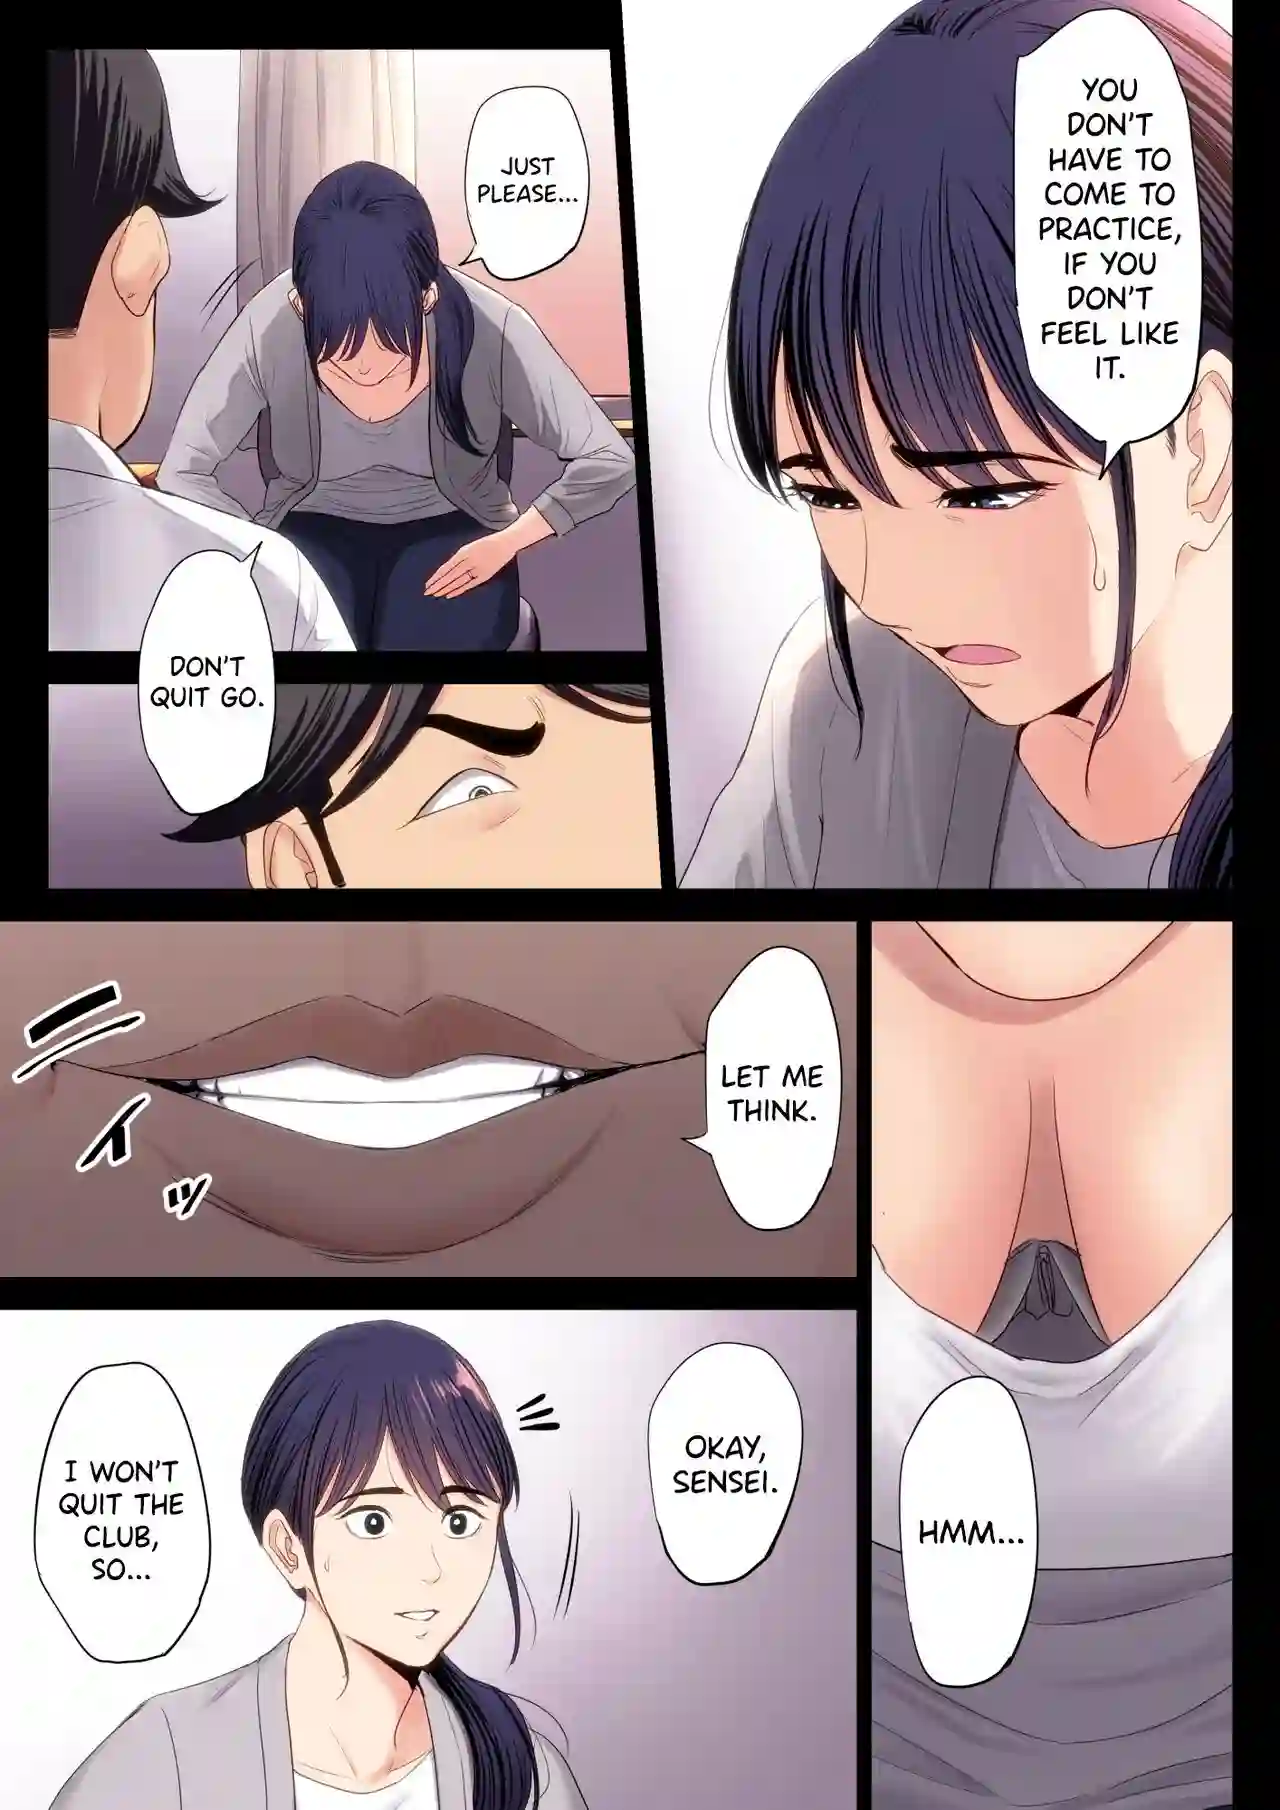 YOU
DON'T
HAVE TO
COME TO
PRACTICE,
IF YOU
DON'T
FEEL LIKE
IT.
JUST
PLEASE...
DON'T
QUIT GO.
HMM...
LET ME
THINK.
ニイッ
OKAY,
SENSEI.
I WON'T
QUIT THE
CLUB,
SO...